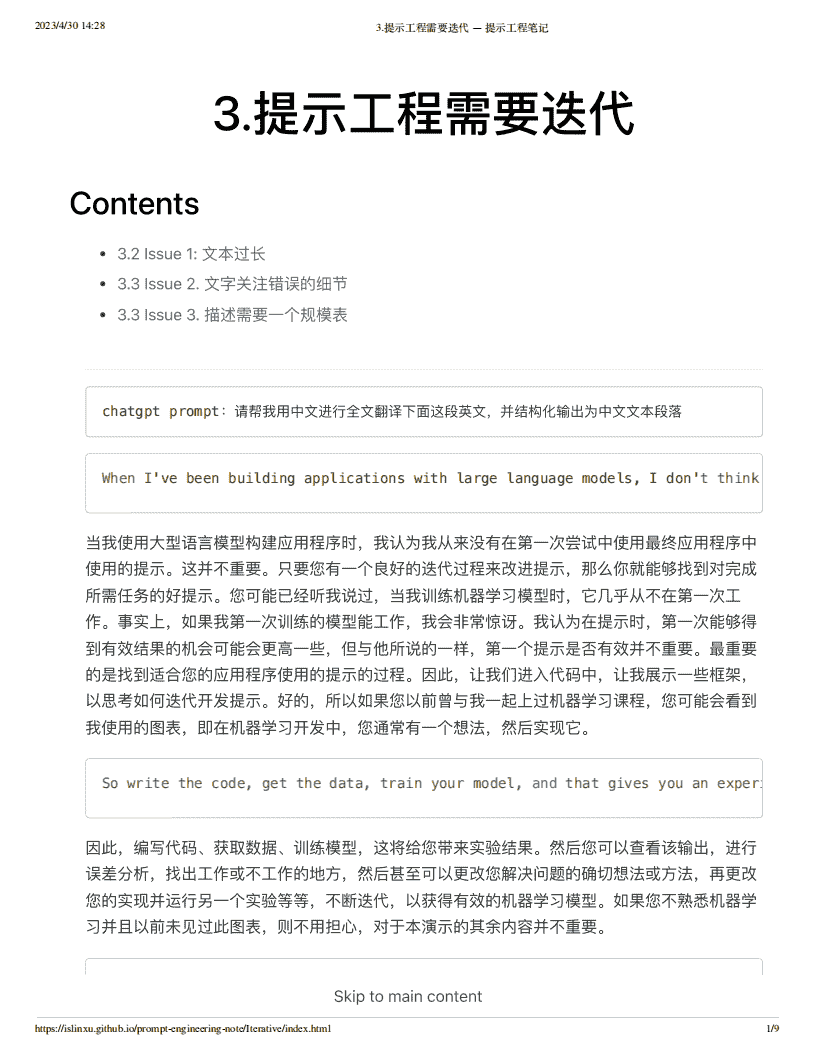 2023/4/30 14:28
3.提示工程需要迭代 — 提示工程笔记
3.提示工程需要迭代
Contents
3.2 Issue 1: 文本过长
3.3 Issue 2. 文字关注错误的细节
3.3 Issue 3. 描述需要一个规模表
chatgpt prompt: 请帮我用中文进行全文翻译下面这段英文，并结构化输出为中文文本段落
When I've been building applications with large language models, I don't think
当我使用大型语言模型构建应用程序时，我认为我从来没有在第一次尝试中使用最终应用程序中
使用的提示。这并不重要。只要您有一个良好的迭代过程来改进提示，那么你就能够找到对完成
所需任务的好提示。您可能已经听我说过，当我训练机器学习模型时，它几乎从不在第一次工
作。事实上，如果我第一次训练的模型能工作，我会非常惊讶。我认为在提示时，第一次能够得
到有效结果的机会可能会更高一些，但与他所说的一样，第一个提示是否有效并不重要。最重要
的是找到适合您的应用程序使用的提示的过程。因此，让我们进入代码中，让我展示一些框架，
以思考如何迭代开发提示。好的，所以如果您以前曾与我一起上过机器学习课程，您可能会看到
我使用的图表，即在机器学习开发中，您通常有一个想法，然后实现它。
So write the code, get the data, train your model, and that gives you an experi
因此，编写代码、获取数据、训练模型，这将给您带来实验结果。然后您可以查看该输出，进行
误差分析，找出工作或不工作的地方，然后甚至可以更改您解决问题的确切想法或方法，再更改
您的实现并运行另一个实验等等，不断迭代，以获得有效的机器学习模型。如果您不熟悉机器学
习并且以前未见过此图表，则不用担心，对于本演示的其余内容并不重要。
Skip to main content
https://islinxu.github.io/prompt-engineering-note/Iterative/index.html
1/9